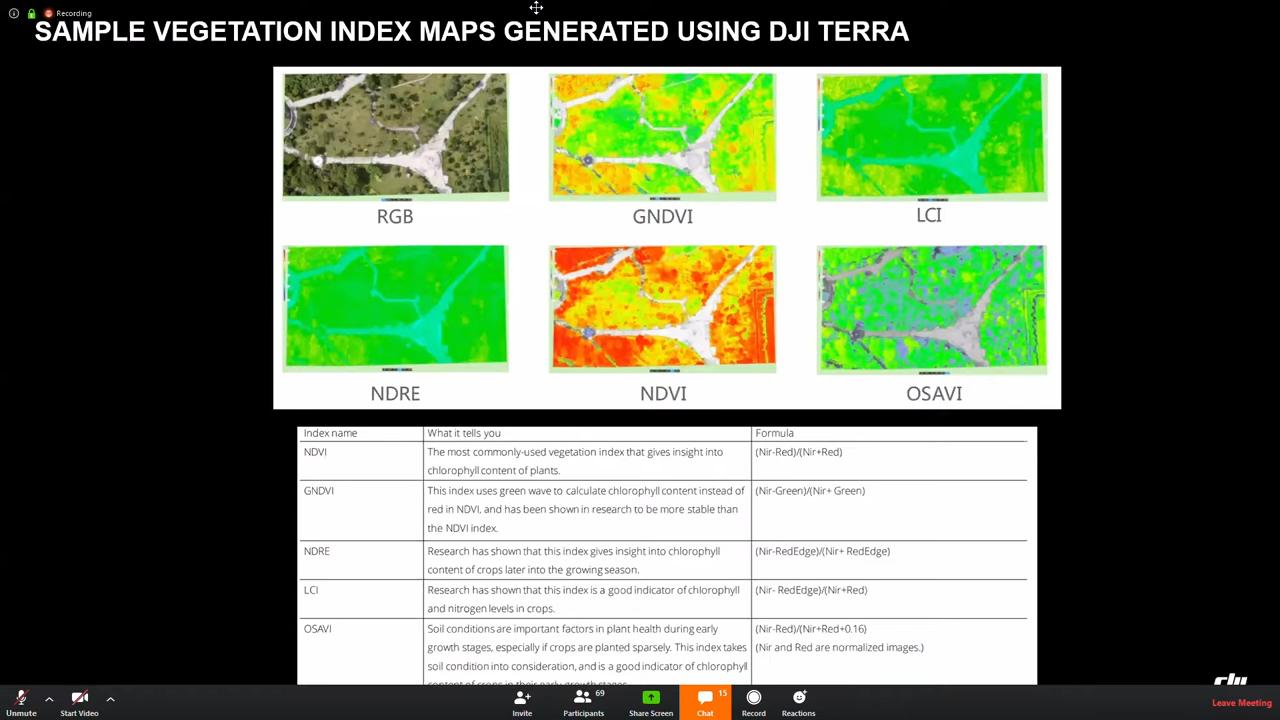 Recording
SAMPLE VEGETATION INDEX MAPS GENERATED USING DJI TERRA
RGB
GNDVI
LCI
NDRE
NDVI
OSAVI
Index name
What it tells you
Formula
NDVI
The most commonly-used vegetation index that gives insight into
chlorophyll content of plants.
(Nir-Red)/(Nir+Red)
GNDVI
This index uses green wave to calculate chlorophyll content instead of
red in NDVI, and has been shown in research to be more stable than
the NDVI index.
(Nir-Green)/(Nir+ Green)
NDRE
Research has shown that this index gives insight into chlorophyll
content of crops later into the growing season.
(Nir-RedEdge)/(Nir+ RedEdge)
LCI
Research has shown that this index is a good indicator of chlorophyll
and nitrogen levels in crops.
(Nir- RedEdge)/(Nir+Red)
OSAVI
Soil conditions are important factors in plant health during early
growth stages, especially if crops are planted sparsely. This index takes
soil condition into consideration, and is a good indicator of chlorophyll
content of crops in their early growth stages.
(Nir-Red)/(Nir+Red+0.16)
(Nir and Red are normalized images.)
dji
Unmute
Start Video
Invite
69
Participants
Share Screen
15
Chat
Record
Reactions
Leave Meeting